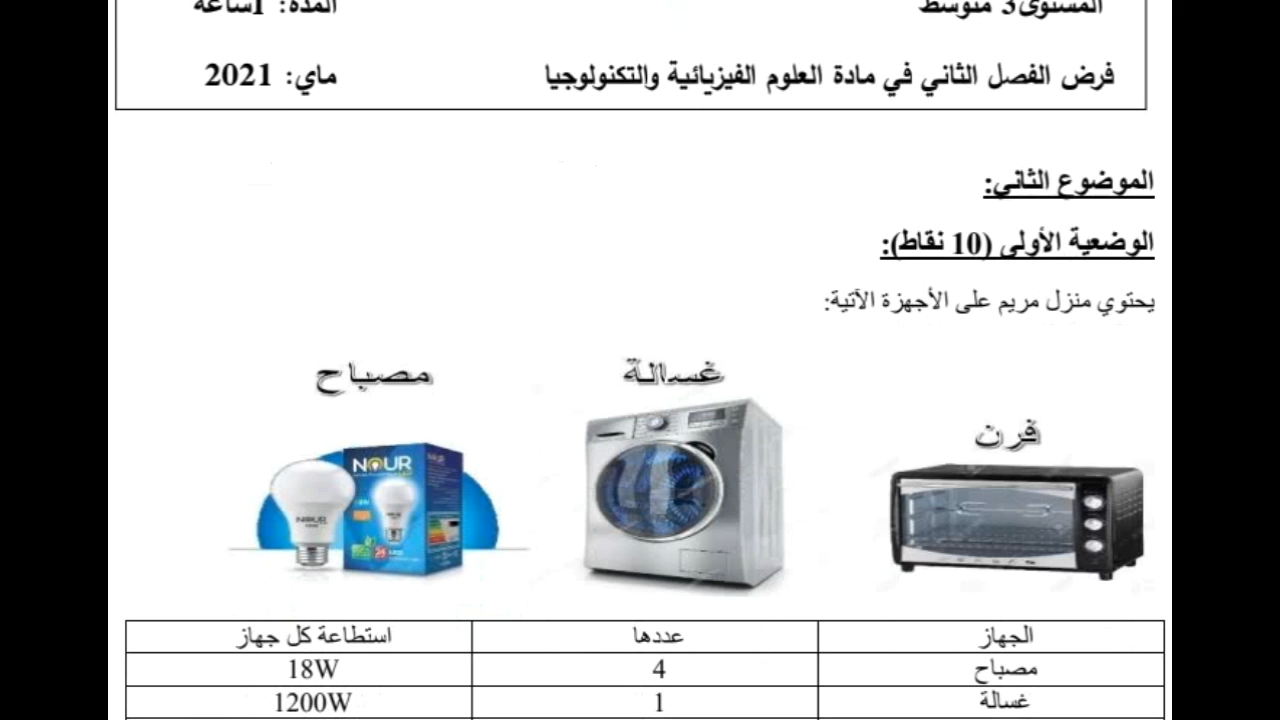 المستوى3 متوسط المدة: 1ساعة
فرض الفصل الثاني في مادة العلوم الفيزيائية والتكنولوجيا ماي: 2021
الموضوع الثاني:
الوضعية الأولى (10 نقاط):
يحتوي منزل مريم على الأجهزة الآتية:
فرن غسالة مصباح
NOUR
الجهاز عددها استطاعة كل جهاز
مصباح 4 18W
غسالة 1 1200W